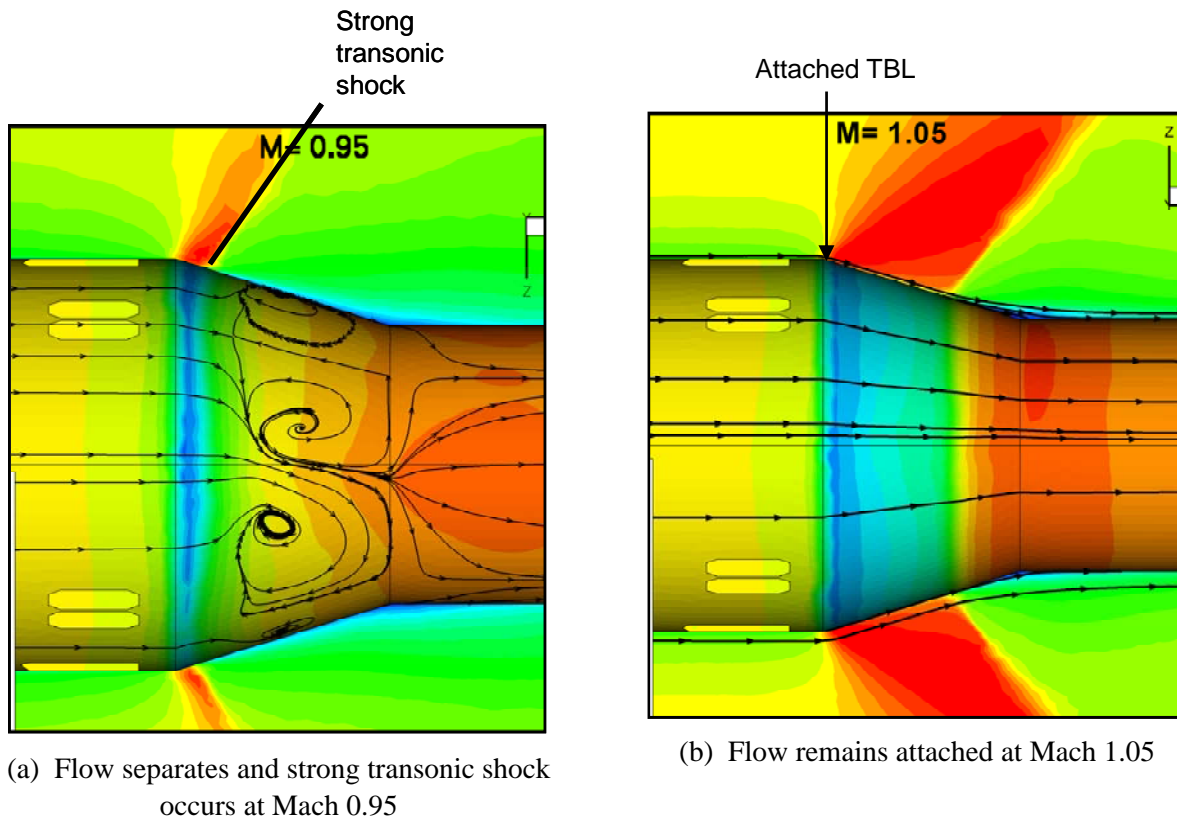 Strong
transonic
shock
M= 0.95
Z
(a) Flow separates and strong transonic shock
occurs at Mach 0.95
Attached TBL
M= 1.05
Z
(b) Flow remains attached at Mach 1.05